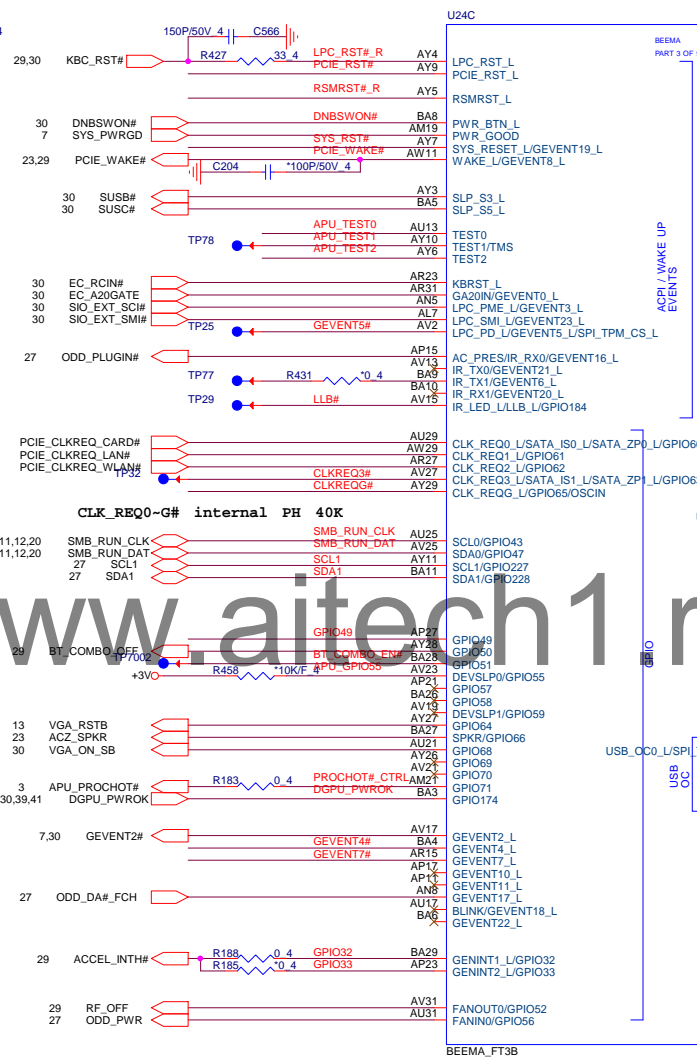 U24C
4
150P/50V_4 C566
BEEMA
PART 3 OF
29,30 KBC_RST# R427 33_4 LPC_RST#_R AY4 LPC_RST_L
PCIE_RST# AY9 PCIE_RST_L
RSMRST#_R AY5 RSMRST_L
30 DNBSWON# DNBSWON# BA8 PWR_BTN_L
7 SYS_PWRGD AM19 PWR_GOOD
SYS_RST# AY7 SYS_RESET_L/GEVENT19_L
23,29 PCIE_WAKE# PCIE_WAKE# AW11 WAKE_L/GEVENT8_L
C204 *100P/50V_4
30 SUSB# AY3 SLP_S3_L
30 SUSC# BA5 SLP_S5_L
APU_TEST0 AU13 TEST0
TP78 APU_TEST1 AY10 TEST1/TMS
APU_TEST2 AY6 TEST2
ACPI / WAKE UP
EVENTS
30 EC_RCIN# AR23 KBRST_L
30 EC_A20GATE AR31 GA20IN/GEVENT0_L
30 SIO_EXT_SCI# AN5 LPC_PME_L/GEVENT3_L
30 SIO_EXT_SMI# AL7 LPC_SMI_L/GEVENT23_L
TP25 GEVENT5# AV2 LPC_PD_L/GEVENT5_L/SPI_TPM_CS_L
27 ODD_PLUGIN# AP15 AC_PRES/IR_RX0/GEVENT16_L
AV13 IR_TX0/GEVENT21_L
TP77 R431 *0_4 BA9 IR_TX1/GEVENT6_L
BA10 IR_RX1/GEVENT20_L
TP29 LLB# AV15 IR_LED_L/LLB_L/GPIO184
PCIE_CLKREQ_CARD# AU29 CLK_REQ0_L/SATA_IS0_L/SATA_ZP0_L/GPIO60
PCIE_CLKREQ_LAN# AW29 CLK_REQ1_L/GPIO61
PCIE_CLKREQ_WLAN# AR27 CLK_REQ2_L/GPIO62
TP32 CLKREQ3# AV27 CLK_REQ3_L/SATA_IS1_L/SATA_ZP1_L/GPIO63
CLKREQG# AY29 CLK_REQG_L/GPIO65/OSCIN
CLK_REQ0~G# internal PH 40K
11,12,20 SMB_RUN_CLK SMB_RUN_CLK AU25 SCL0/GPIO43
11,12,20 SMB_RUN_DAT SMB_RUN_DAT AV25 SDA0/GPIO47
27 SCL1 SCL1 AY11 SCL1/GPIO227
27 SDA1 SDA1 BA11 SDA1/GPIO228
www.aitech1.r
GPIO49 AP27 GPIO49
29 BT_COMBO_OFF AY28 GPIO50
TP7002 BT_COMBO_EN# BA28 GPIO51
+3V R458 *10K/F_4 APU_GPIO55 AV23 DEVSLP0/GPIO55
AP21 GPIO57
BA26 GPIO58
AV19 DEVSLP1/GPIO59
13 VGA_RSTB AY27 GPIO64
23 ACZ_SPKR BA27 SPKR/GPIO66
30 VGA_ON_SB AU21 GPIO68
AY26 GPIO69
AV21 GPIO70
3 APU_PROCHOT# R183 0_4 PROCHOT#_CTRL AM21 GPIO71
30,39,41 DGPU_PWROK DGPU_PWROK BA3 GPIO174
GPIO
USB_OC0_L/SPI_
USB
OC
7,30 GEVENT2# AV17 GEVENT2_L
GEVENT4# BA4 GEVENT4_L
GEVENT7# AR15 GEVENT7_L
AP17 GEVENT10_L
AP11 GEVENT11_L
27 ODD_DA#_FCH AN8 GEVENT17_L
AU17 BLINK/GEVENT18_L
BA6 GEVENT22_L
29 ACCEL_INTH# R188 0_4 GPIO32 BA29 GENINT1_L/GPIO32
R185 *0_4 GPIO33 AP23 GENINT2_L/GPIO33
29 RF_OFF AV31 FANOUT0/GPIO52
27 ODD_PWR AU31 FANIN0/GPIO56
BEEMA_FT3B